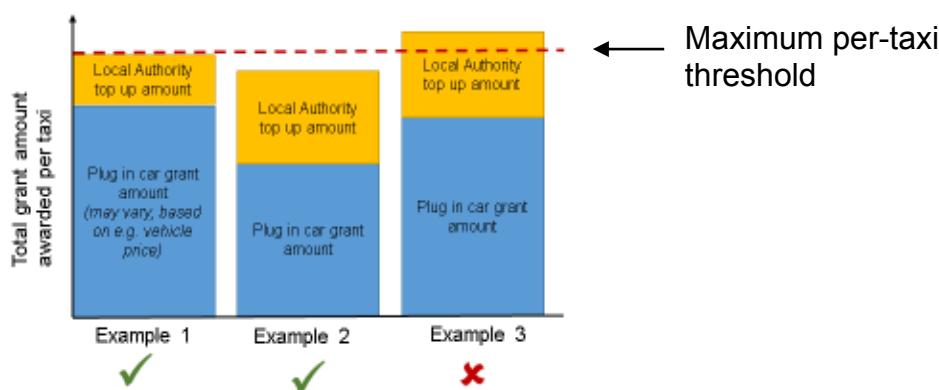 Total grant amount
awarded per taxi
Local Authority
top up amount
Plug in car grant
amount
(may vary, based
on e.g. vehicle
price)
Local Authority
top up amount
Plug in car grant
amount
Local Authority
top up amount
Plug in car grant
amount
Maximum per-taxi
threshold
Example 1
Example 2
Example 3